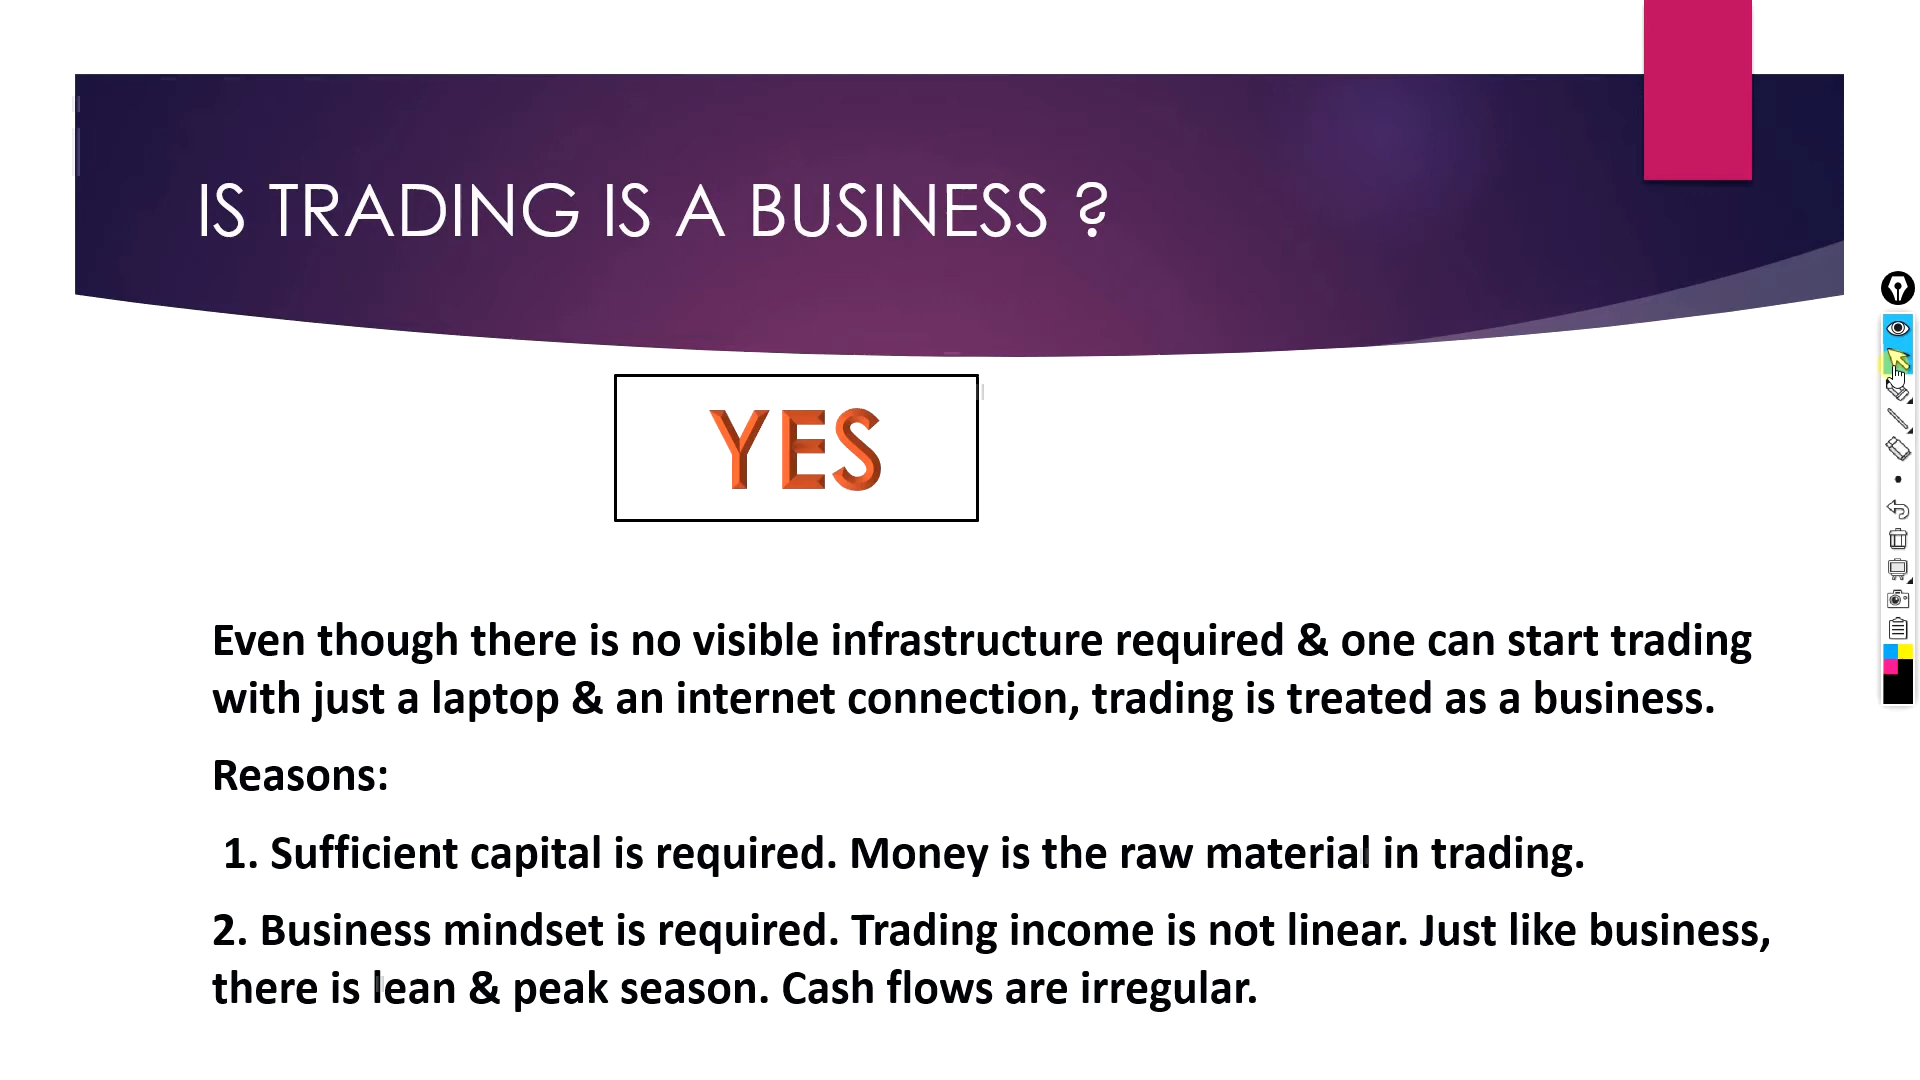 IS TRADING IS A BUSINESS ?
YES
Even though there is no visible infrastructure required & one can start trading
with just a laptop & an internet connection, trading is treated as a business.
Reasons:
1. Sufficient capital is required. Money is the raw material in trading.
2. Business mindset is required. Trading income is not linear. Just like business,
there is lean & peak season. Cash flows are irregular.